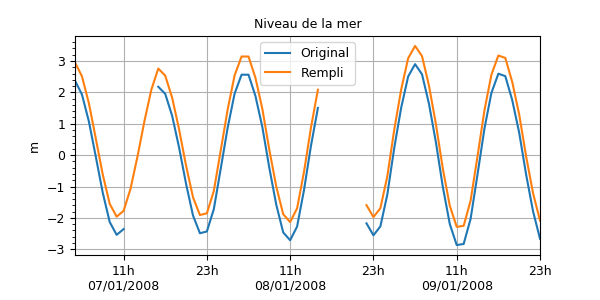 Niveau de la mer
Original
Rempli
m
3
2
1
0
−1
−2
−3
11h 23h 11h 23h 11h 23h
07/01/2008 08/01/2008 09/01/2008